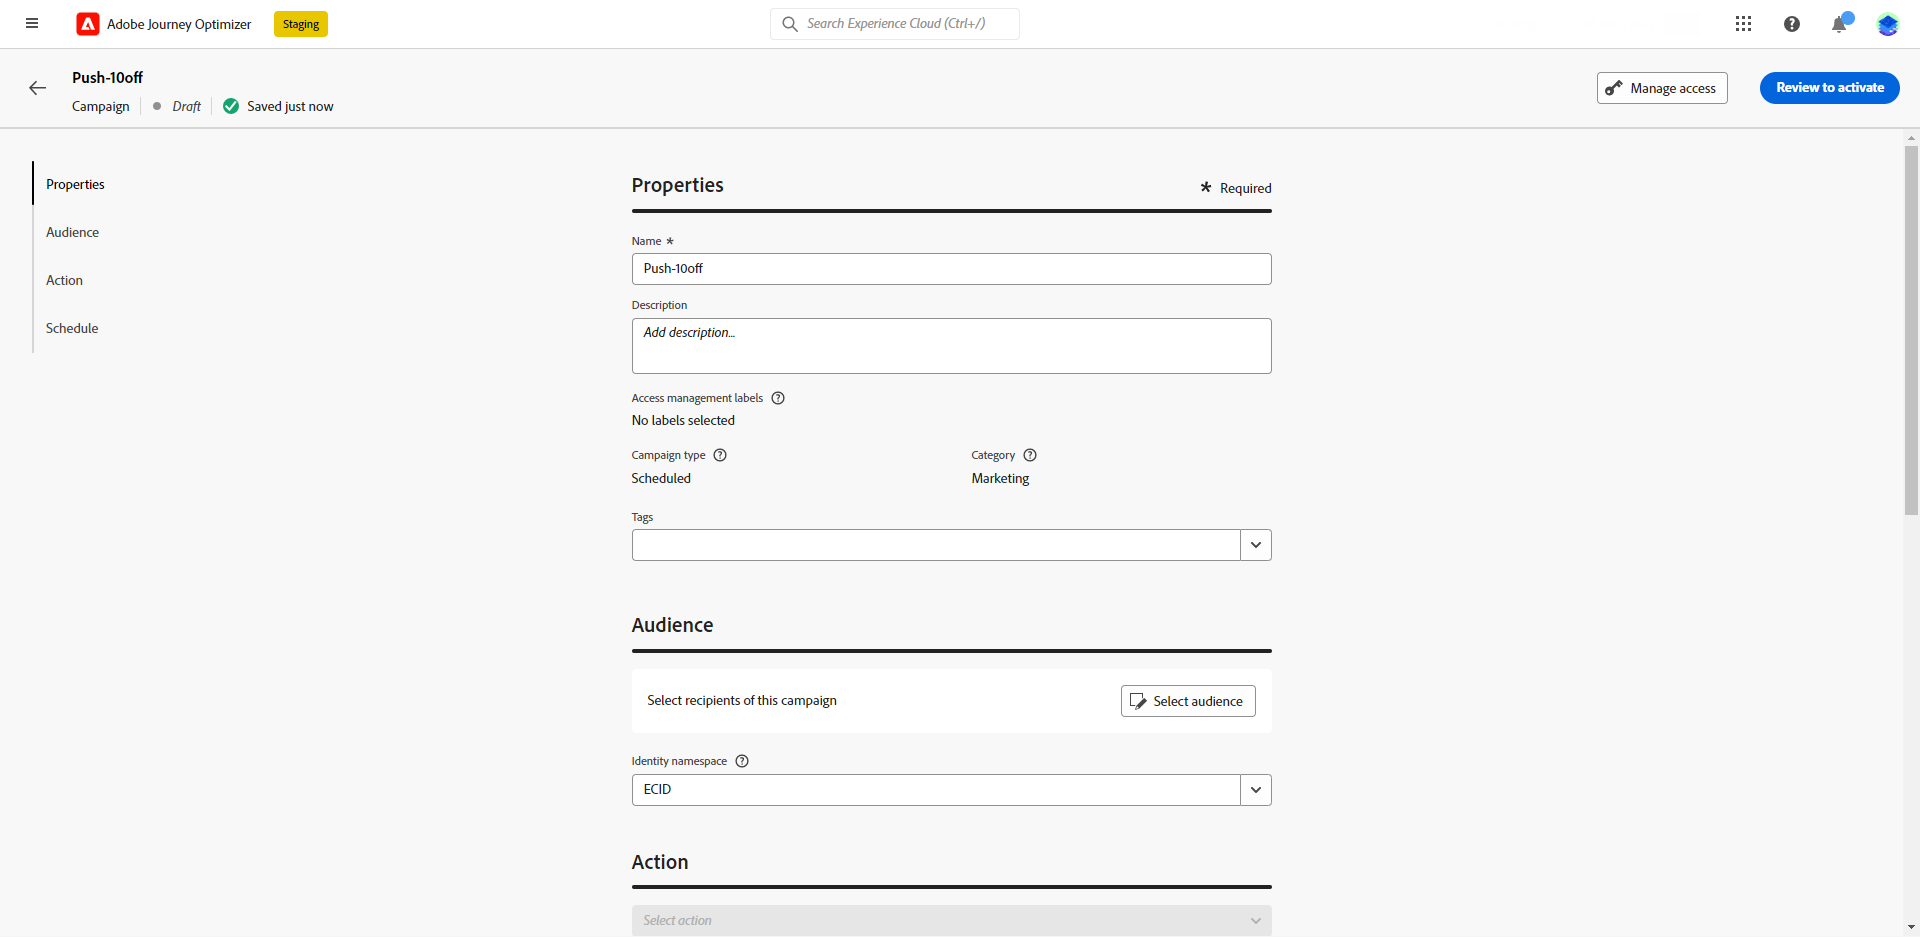 Adobe Journey Optimizer
Staging
Search Experience Cloud (Ctrl+/)
Push-10off
Campaign
Draft
Saved just now
Manage access
Review to activate
Properties
Audience
Action
Schedule
Properties
* Required
Name *
Push-10off
Description
Add description...
Access management labels
No labels selected
Campaign type
Category
Scheduled
Marketing
Tags
Audience
Select recipients of this campaign
Select audience
Identity namespace
ECID
Action
Select action